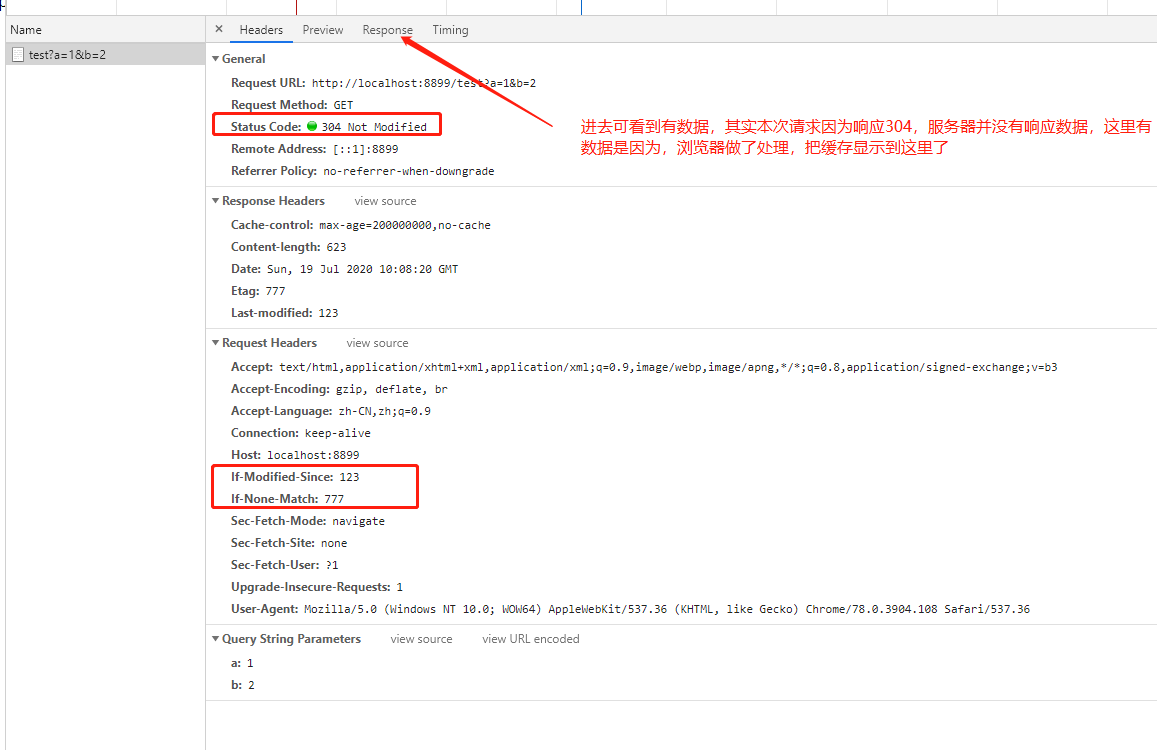 Name
test?a=1&b=2
× Headers Preview Response Timing
General
Request URL: http://localhost:8899/test?a=1&b=2
Request Method: GET
Status Code: 304 Not Modified
Remote Address: [::1]:8899
Referrer Policy: no-referrer-when-downgrade
进去可看到有数据，其实本次请求因为响应304，服务器并没有响应数据，这里有
数据是因为，浏览器做了处理，把缓存显示到这里了
Response Headers view source
Cache-control: max-age=200000000,no-cache
Content-length: 623
Date: Sun, 19 Jul 2020 10:08:20 GMT
Etag: 777
Last-modified: 123
Request Headers view source
Accept: text/html,application/xhtml+xml,application/xml;q=0.9,image/webp,image/apng,*/*;q=0.8,application/signed-exchange;v=b3
Accept-Encoding: gzip, deflate, br
Accept-Language: zh-CN,zh;q=0.9
Connection: keep-alive
Host: localhost:8899
If-Modified-Since: 123
If-None-Match: 777
Sec-Fetch-Mode: navigate
Sec-Fetch-Site: none
Sec-Fetch-User: ?1
Upgrade-Insecure-Requests: 1
User-Agent: Mozilla/5.0 (Windows NT 10.0; WOW64) AppleWebKit/537.36 (KHTML, like Gecko) Chrome/78.0.3904.108 Safari/537.36
Query String Parameters view source view URL encoded
a: 1
b: 2